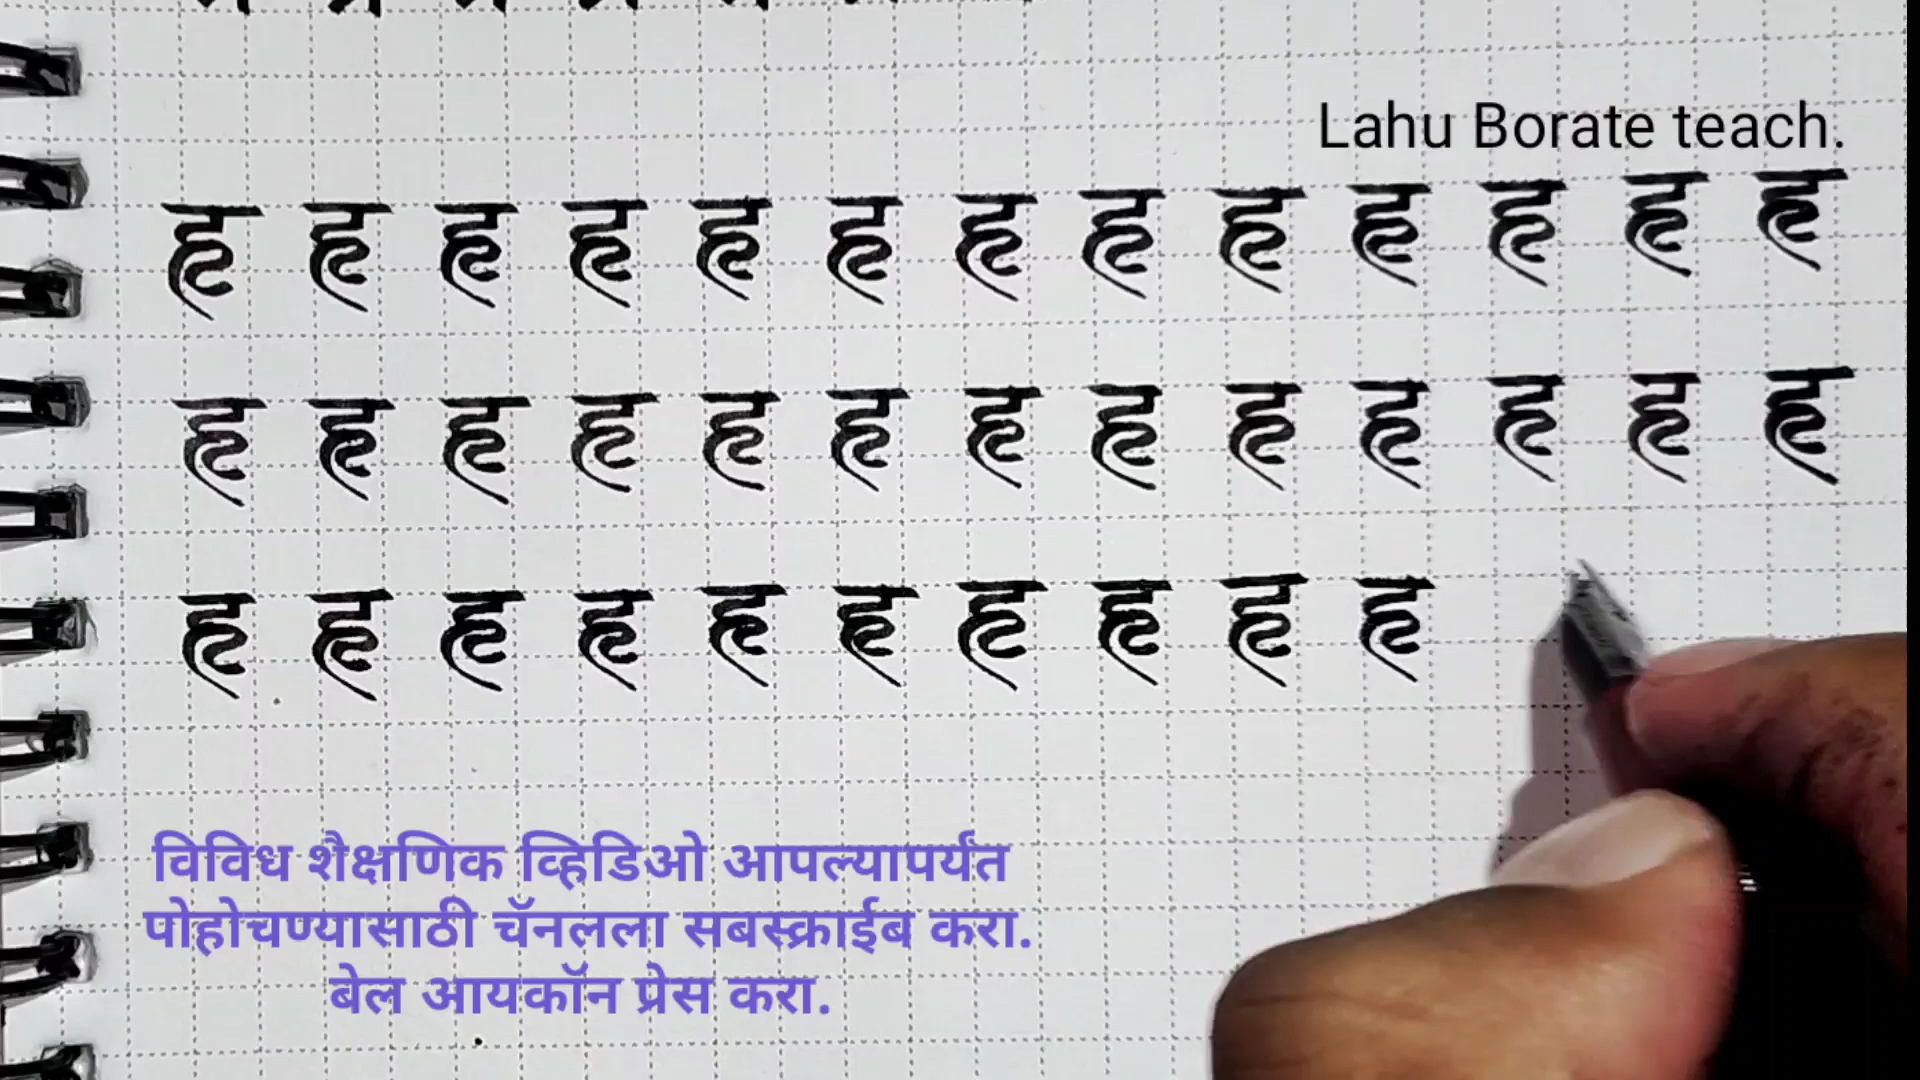 Lahu Borate teach.
ह ह ह ह ह ह ह ह ह ह ह ह ह
ह ह ह ह ह ह ह ह ह ह ह ह ह
ह ह ह ह ह ह ह ह ह ह
विविध शैक्षणिक व्हिडिओ आपल्यापर्यंत
पोहोचण्यासाठी चॅनलला सबस्क्राईब करा.
बेल आयकॉन प्रेस करा.